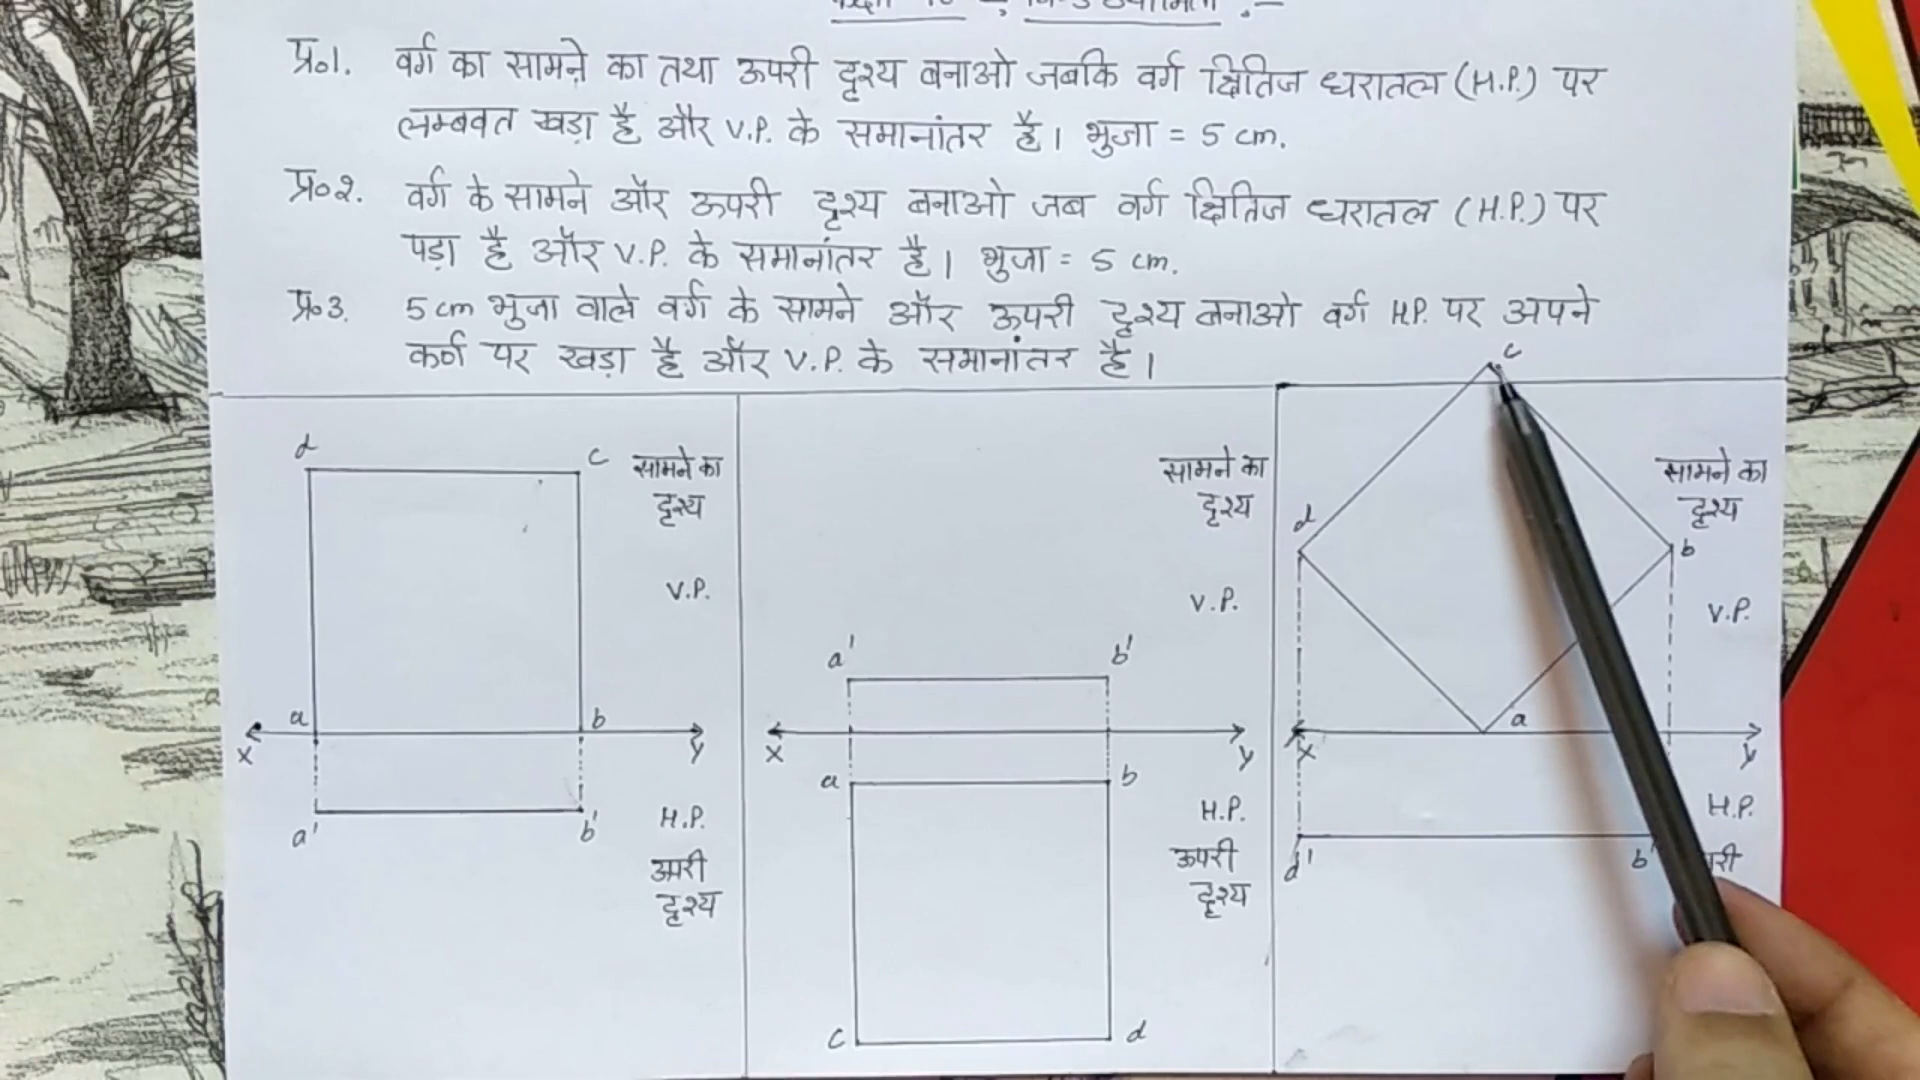 प्र०1. वर्ग का सामने का तथा ऊपरी दृश्य बनाओ जबकि वर्ग क्षितिज धरातल (H.P.) पर
लम्बवत खड़ा है और V.P. के समानांतर है। भुजा = 5 cm.
प्र०२. वर्ग के सामने और ऊपरी दृश्य बनाओ जब वर्ग क्षितिज धरातल (H.P.) पर
पड़ा है और V.P. के समानांतर है। भुजा = 5 cm.
प्र०3. 5 cm भुजा वाले वर्ग के सामने और ऊपरी दृश्य बनाओ वर्ग H.P. पर अपने
कर्ण पर खड़ा है और V.P. के समानांतर है।
d c
सामने का
दृश्य
V.P.
a b
X Y
a' b'
H.P.
ऊपरी
दृश्य
सामने का
दृश्य
V.P.
a' b'
X Y
a b
H.P.
ऊपरी
दृश्य
c d
c
सामने का
दृश्य
d b
V.P.
a
X Y
H.P.
d' b'